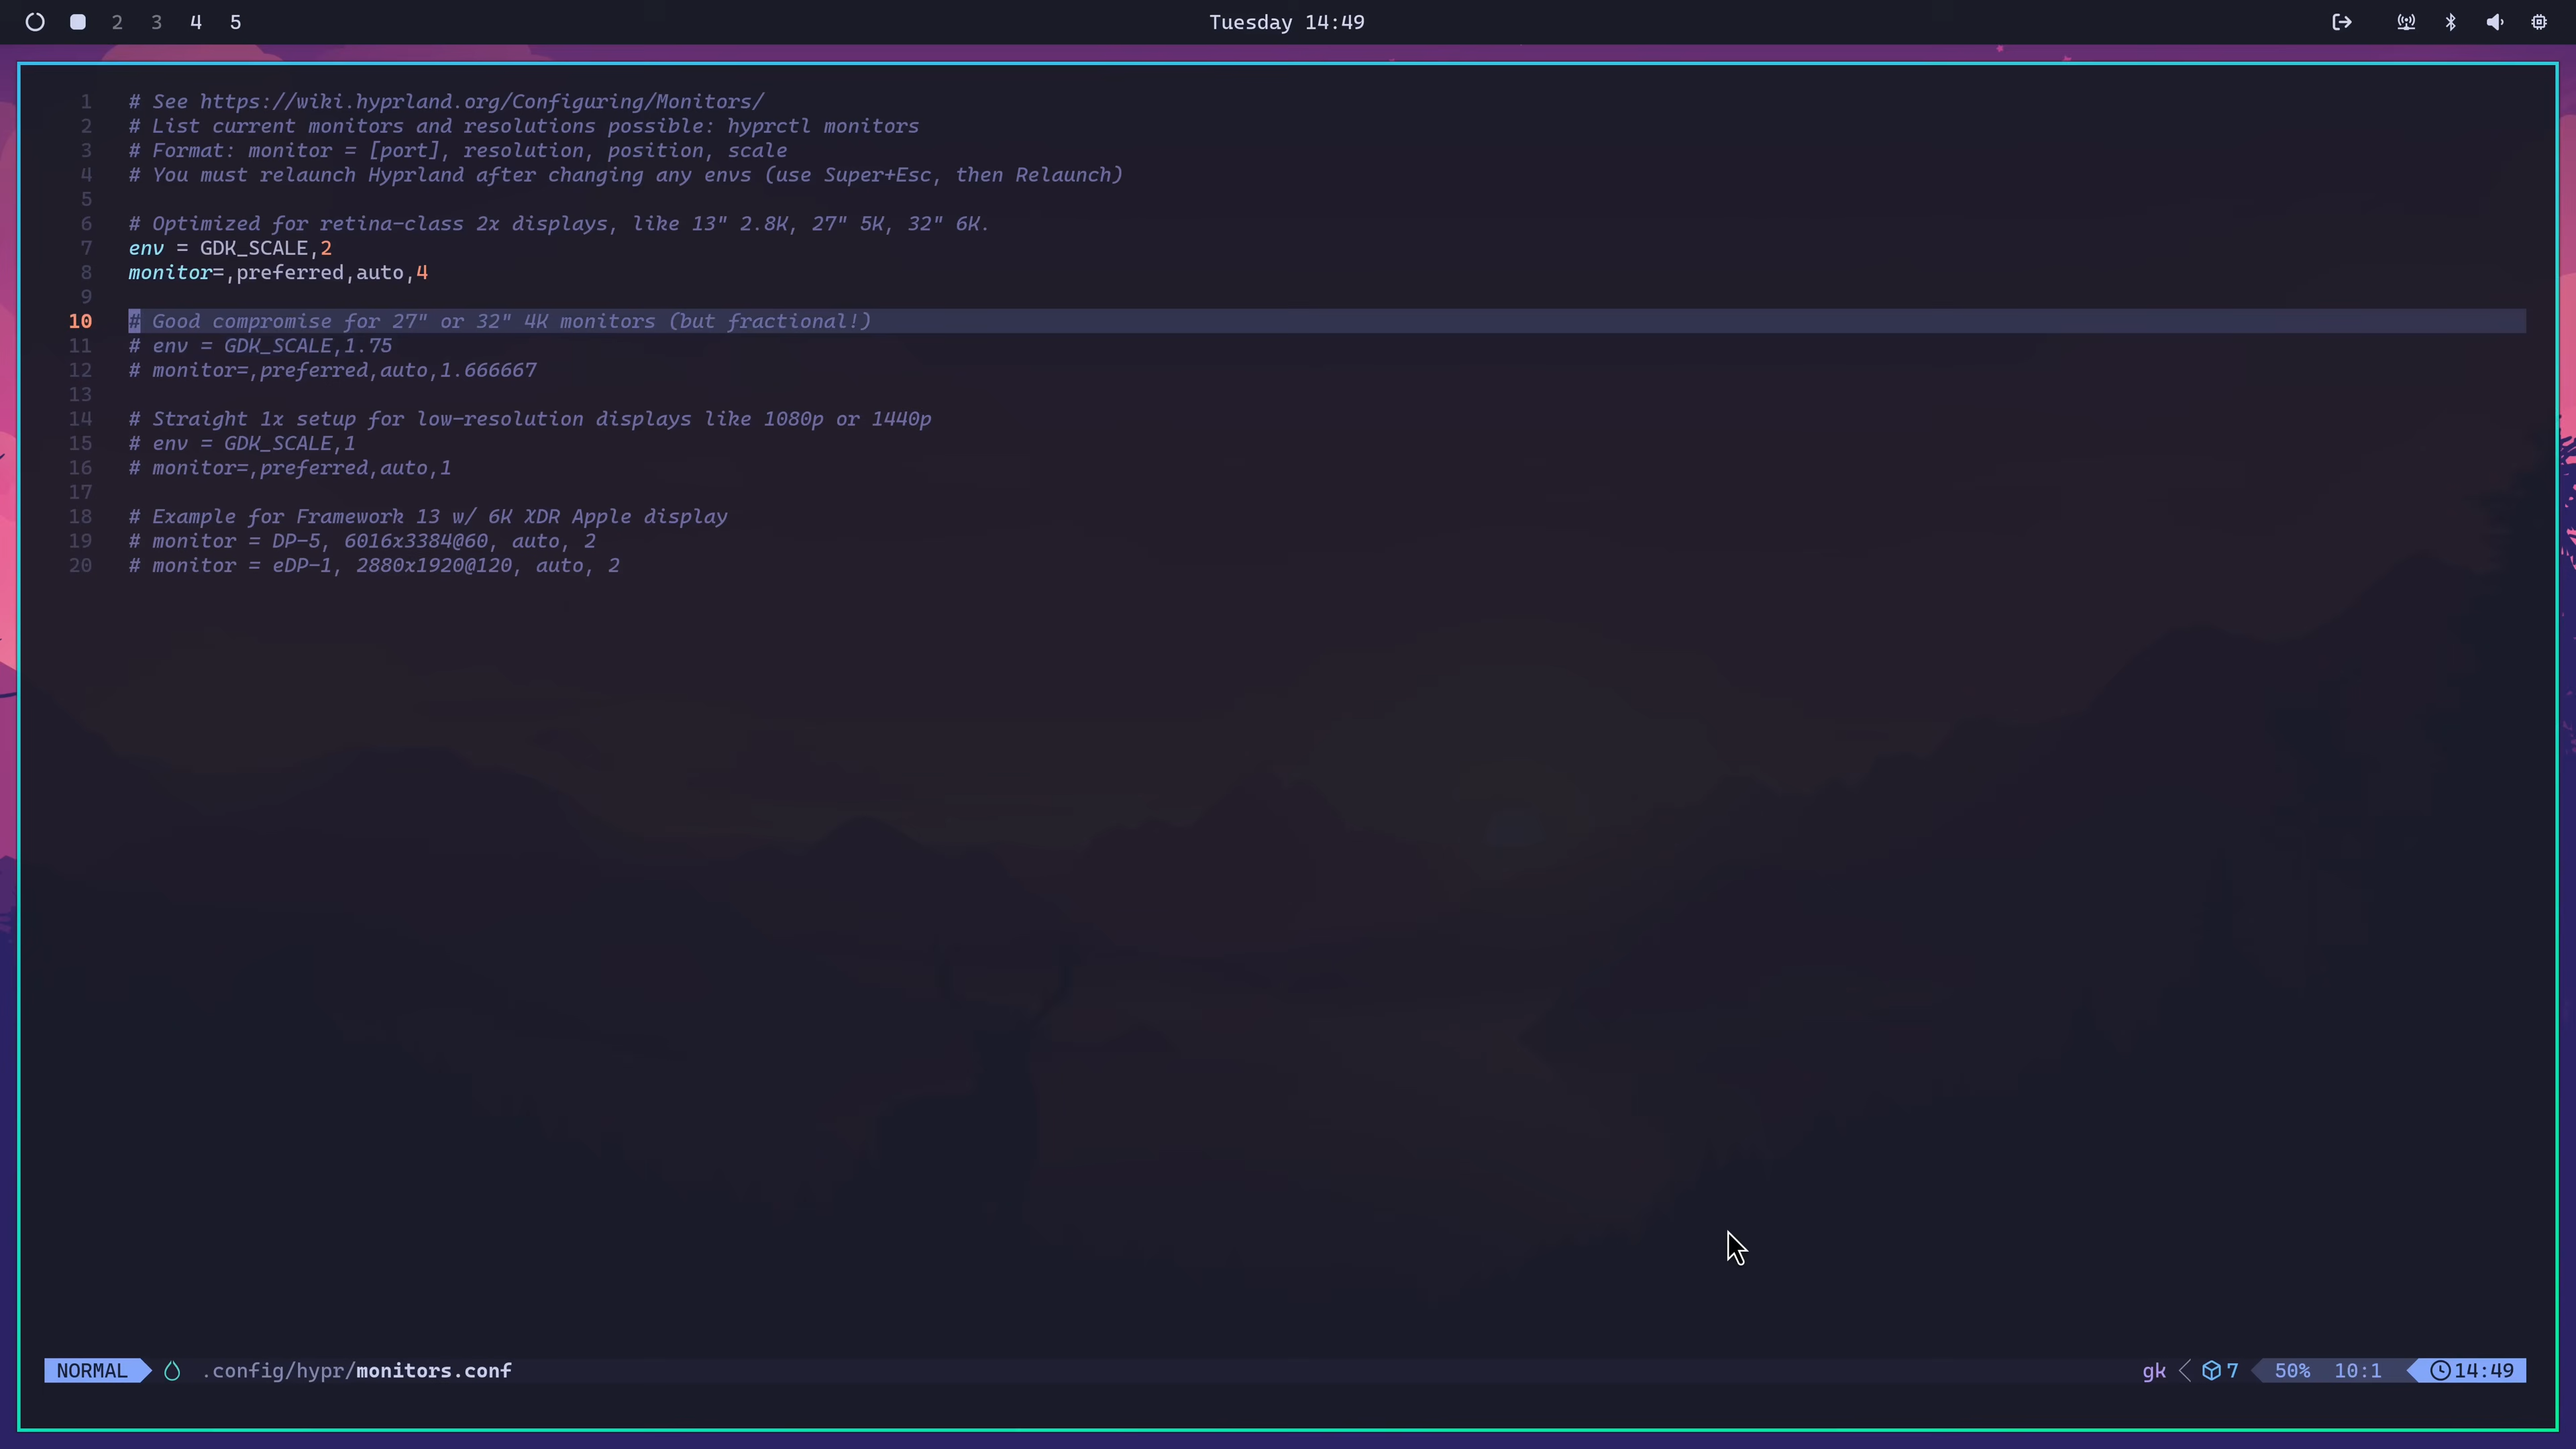 2 3 4 5 Tuesday 14:49
1 # See https://wiki.hyprland.org/Configuring/Monitors/
2 # List current monitors and resolutions possible: hyprctl monitors
3 # Format: monitor = [port], resolution, position, scale
4 # You must relaunch Hyprland after changing any envs (use Super+Esc, then Relaunch)
5
6 # Optimized for retina-class 2x displays, like 13" 2.8K, 27" 5K, 32" 6K.
7 env = GDK_SCALE,2
8 monitor=,preferred,auto,4
9
10 # Good compromise for 27" or 32" 4K monitors (but fractional!)
11 # env = GDK_SCALE,1.75
12 # monitor=,preferred,auto,1.666667
13
14 # Straight 1x setup for low-resolution displays like 1080p or 1440p
15 # env = GDK_SCALE,1
16 # monitor=,preferred,auto,1
17
18 # Example for Framework 13 w/ 6K XDR Apple display
19 # monitor = DP-5, 6016x3384@60, auto, 2
20 # monitor = eDP-1, 2880x1920@120, auto, 2
NORMAL .config/hypr/monitors.conf gk 7 50% 10:1 14:49